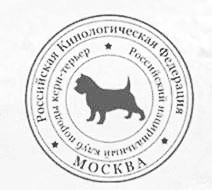 Российская Кинологическая Федерация
Российский национальный клуб породы керн-терьер
МОСКВА